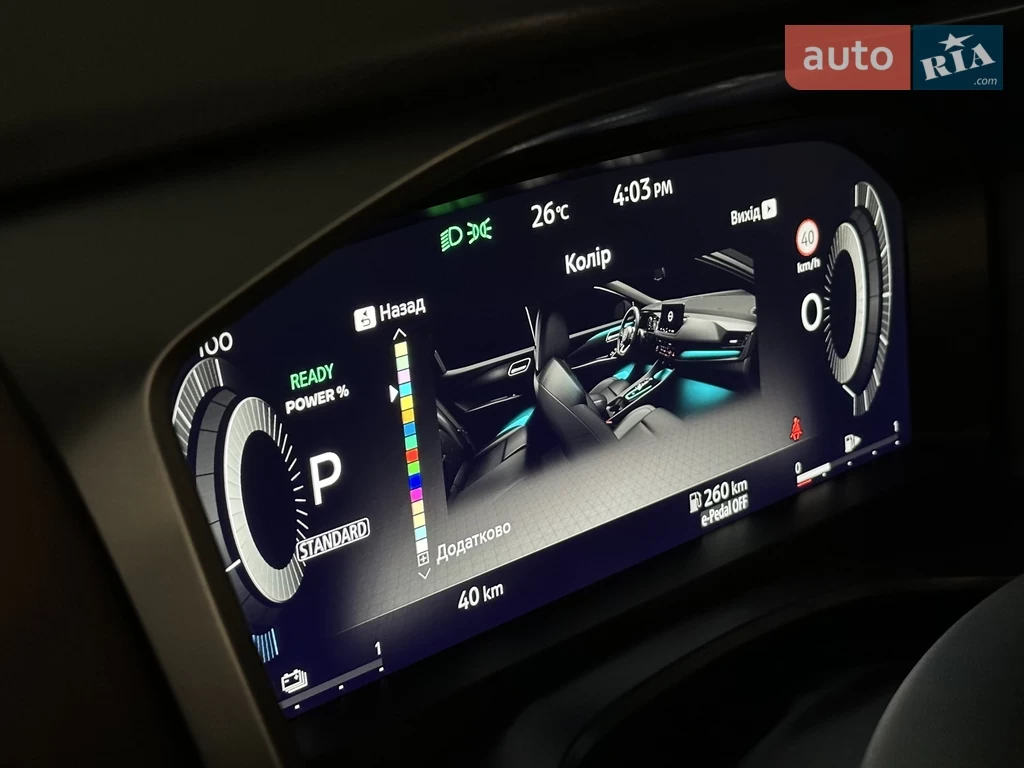 auto RIA.com
26°C
4:03 PM
Вихід
Колір
40
km/h
Назад
100
READY
POWER %
0
P
STANDARD
Додатково
260 km
e-Pedal OFF
0
1
40 km
1